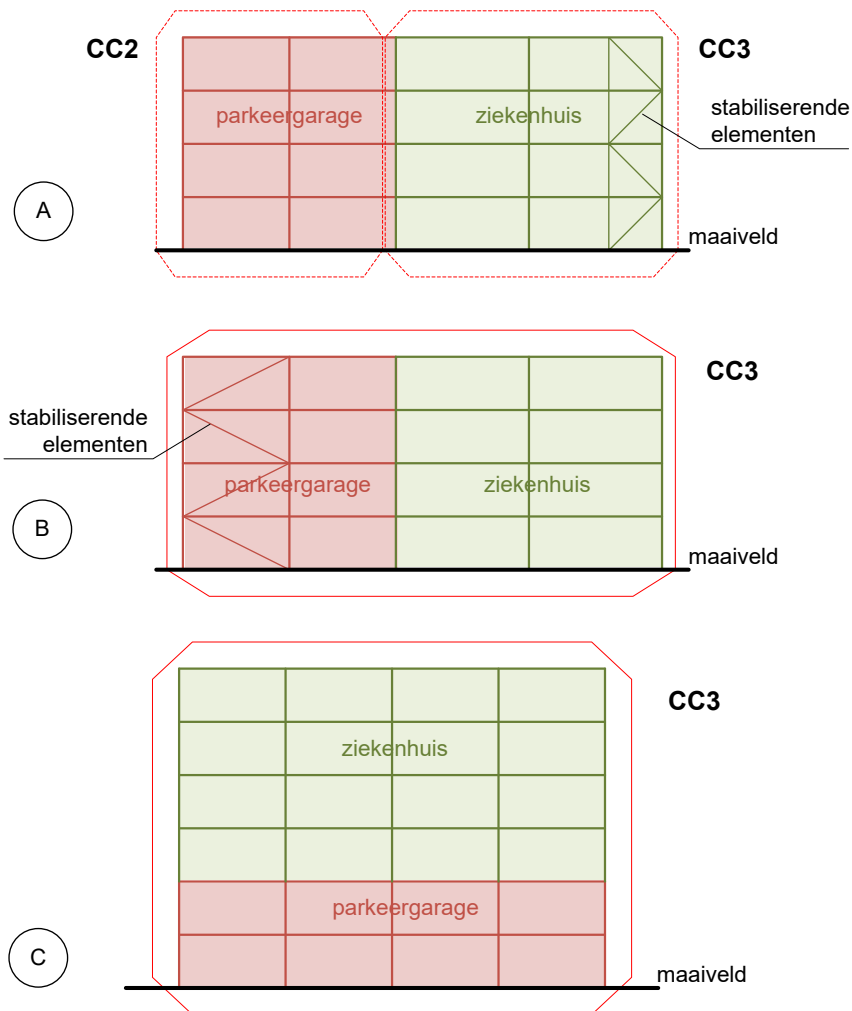 CC2
CC3
parkeergarage
ziekenhuis
stabiliserende
elementen
A
maaiveld
CC3
stabiliserende
elementen
parkeergarage
ziekenhuis
B
maaiveld
CC3
ziekenhuis
parkeergarage
C
maaiveld